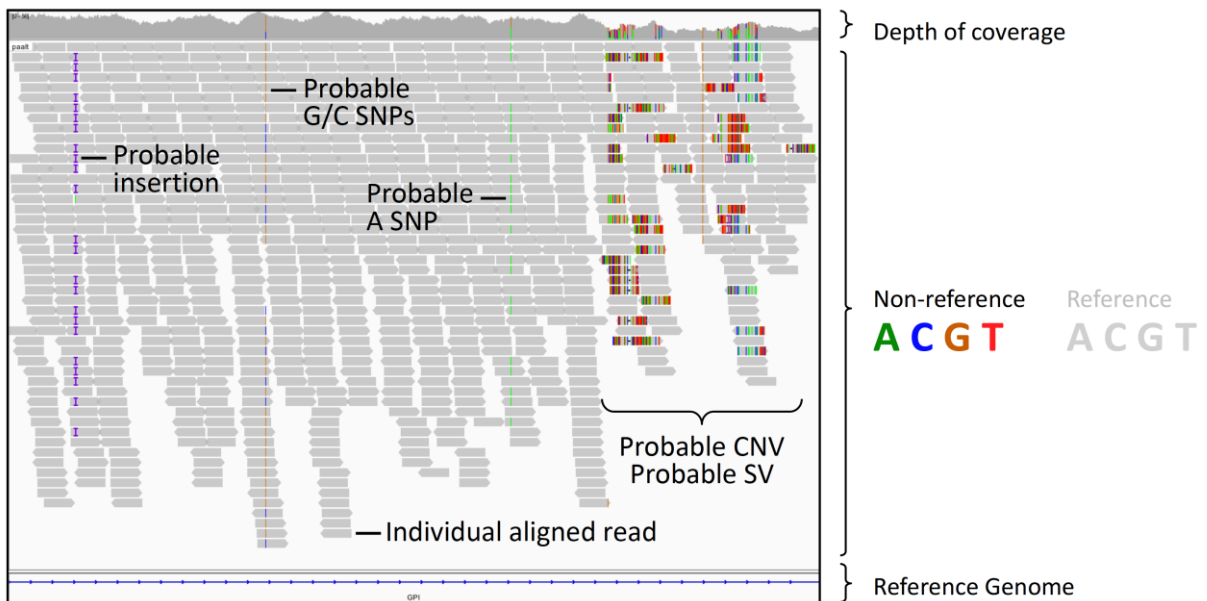 Depth of coverage
paalt
Probable
G/C SNPs
Probable
insertion
Probable
A SNP
Non-reference
A C G T
Reference
A C G T
Probable CNV
Probable SV
Individual aligned read
Reference Genome
GPI